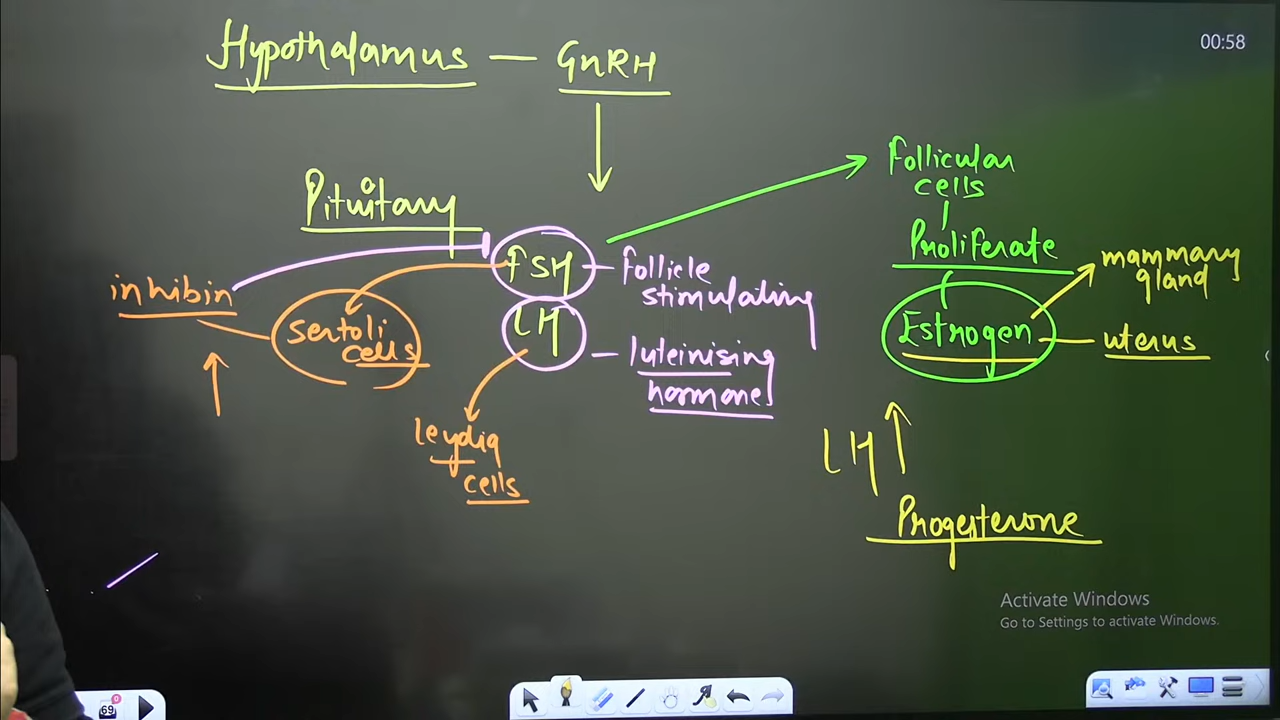 00:58
Hypothalamus — GnRH
Pituitary
FSH — follicle
stimulating
LH — luteinising
hormone
inhibin
Sertoli
cells
leydig
cells
Follicular
cells
Proliferate
Estrogen
mammary
gland
uterus
LH
Progesterone
Activate Windows
Go to Settings to activate Windows.
69
0